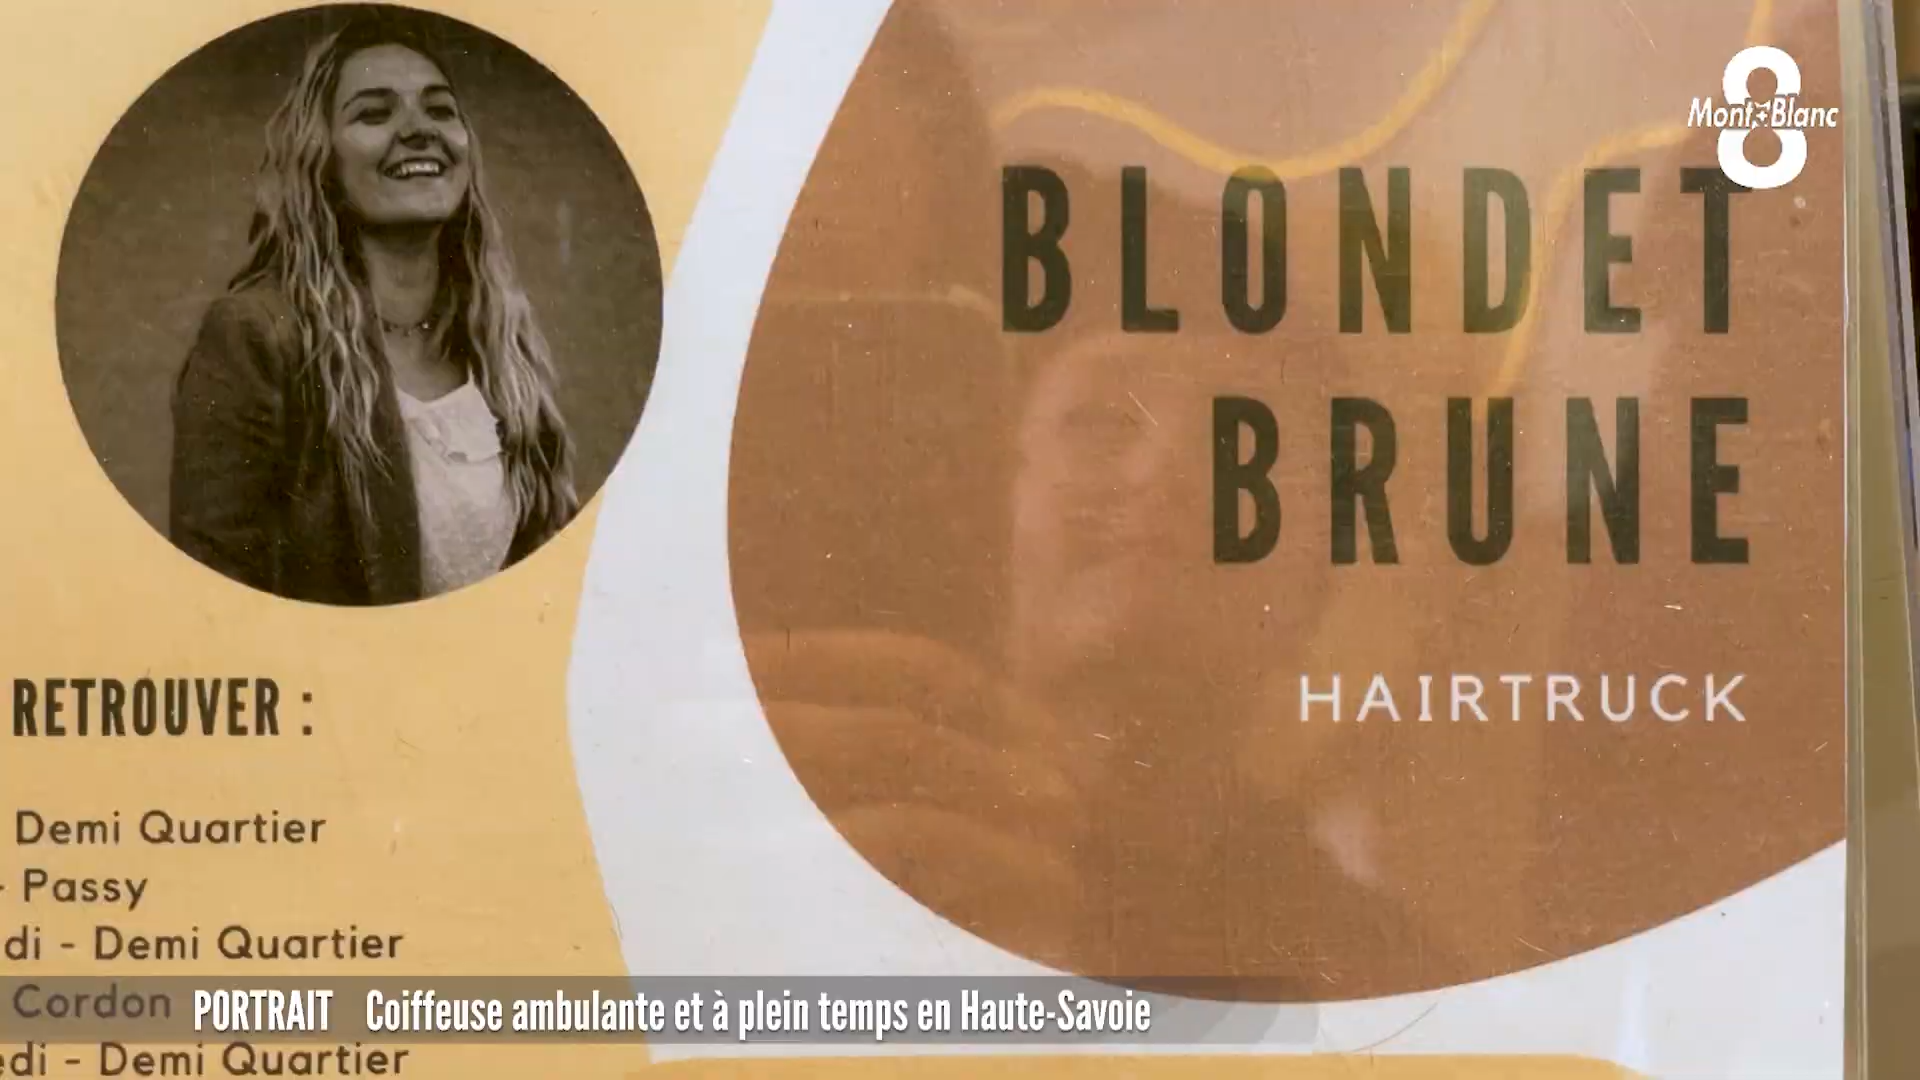 8
Mont-Blanc
BLONDET
BRUNE
HAIRTRUCK
RETROUVER :
Demi Quartier
- Passy
di - Demi Quartier
Cordon
PORTRAIT Coiffeuse ambulante et à plein temps en Haute-Savoie
edi - Demi Quartier